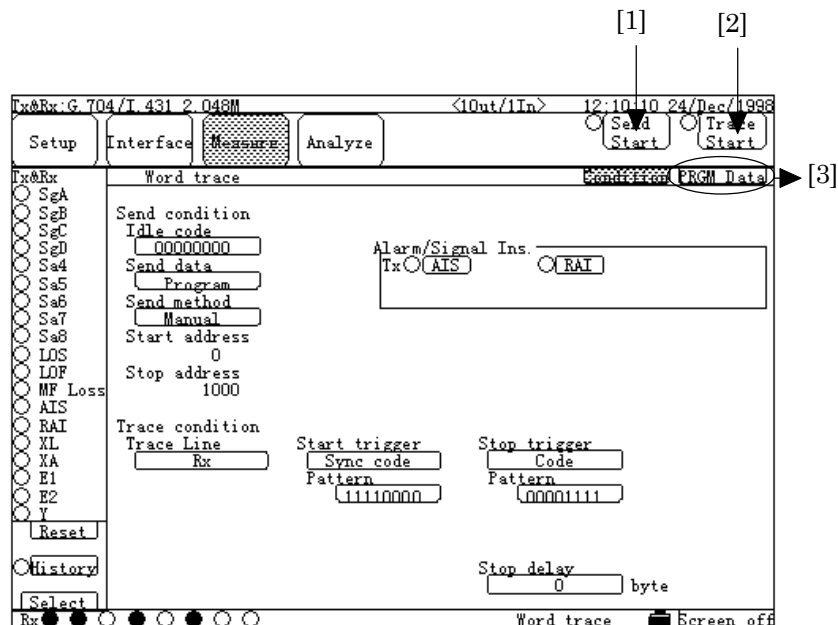 [1] [2]
Tx&Rx:G.704/I.431 2.048M <1Out/1In> 12:10:10 24/Dec/1998
Setup Interface Measure Analyze Send Start Trace Start
Tx&Rx Word trace Condition PRGM Data [3]
SgA
SgB
SgC
SgD
Sa4
Sa5
Sa6
Sa7
Sa8
LOS
LOF
MF Loss
AIS
RAI
XL
XA
E1
E2
Y
Reset
History
Select
Send condition
Idle code
00000000
Send data
Program
Send method
Manual
Start address
0
Stop address
1000
Alarm/Signal Ins.
Tx AIS RAI
Trace condition
Trace Line Start trigger Stop trigger
Rx Sync code Code
Pattern Pattern
11110000 00001111
Stop delay
0 byte
Rx Word trace Screen off